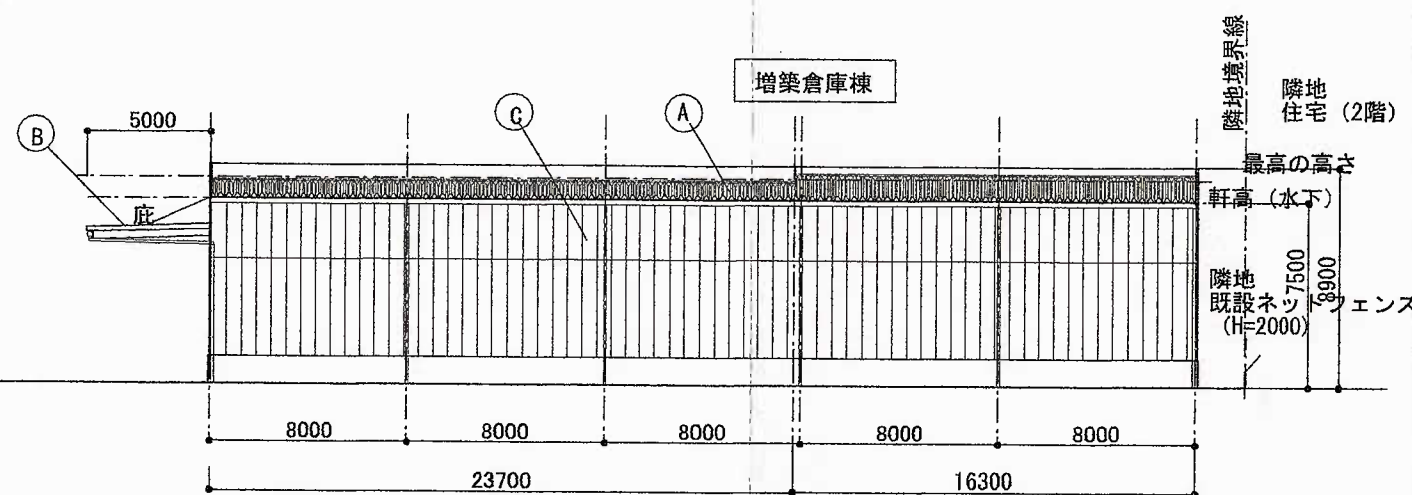 増築倉庫棟
隣地境界線
隣地
住宅(2階)
5000
B
C
A
最高の高さ
軒高(水下)
庇
7500
8900
隣地
既設ネットフェンス
(H=2000)
8000
8000
8000
8000
8000
23700
16300